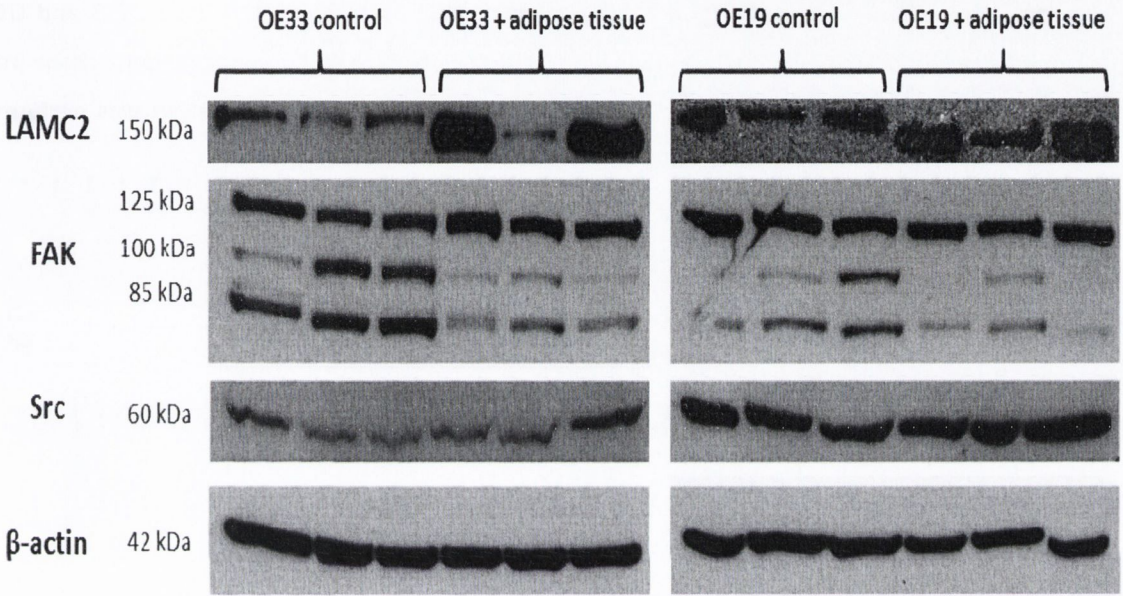 OE33 control OE33 + adipose tissue OE19 control OE19 + adipose tissue
LAMC2 150 kDa
125 kDa
FAK 100 kDa
85 kDa
Src 60 kDa
β-actin 42 kDa